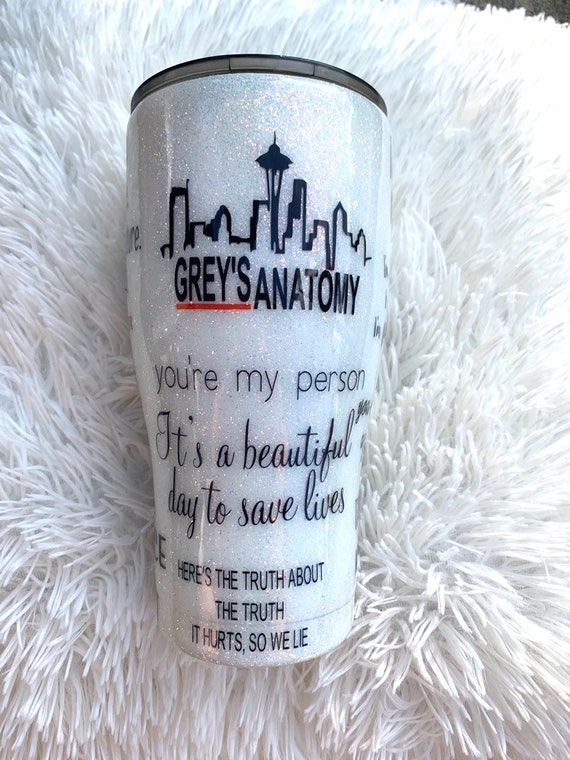 GREY'S ANATOMY
you're my person
It's a beautiful
day to save lives
HERE'S THE TRUTH ABOUT
THE TRUTH
IT HURTS, SO WE LIE